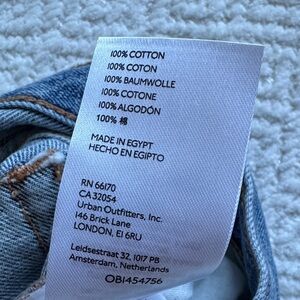 100% COTTON
100% COTON
100% BAUMWOLLE
100% COTONE
100% ALGODÓN
100% 棉
MADE IN EGYPT
HECHO EN EGIPTO
RN 66170
CA 32054
Urban Outfitters, Inc.
146 Brick Lane
LONDON, E1 6RU
Leidsestraat 32, 1017 PB
Amsterdam, Netherlands
OB1454756